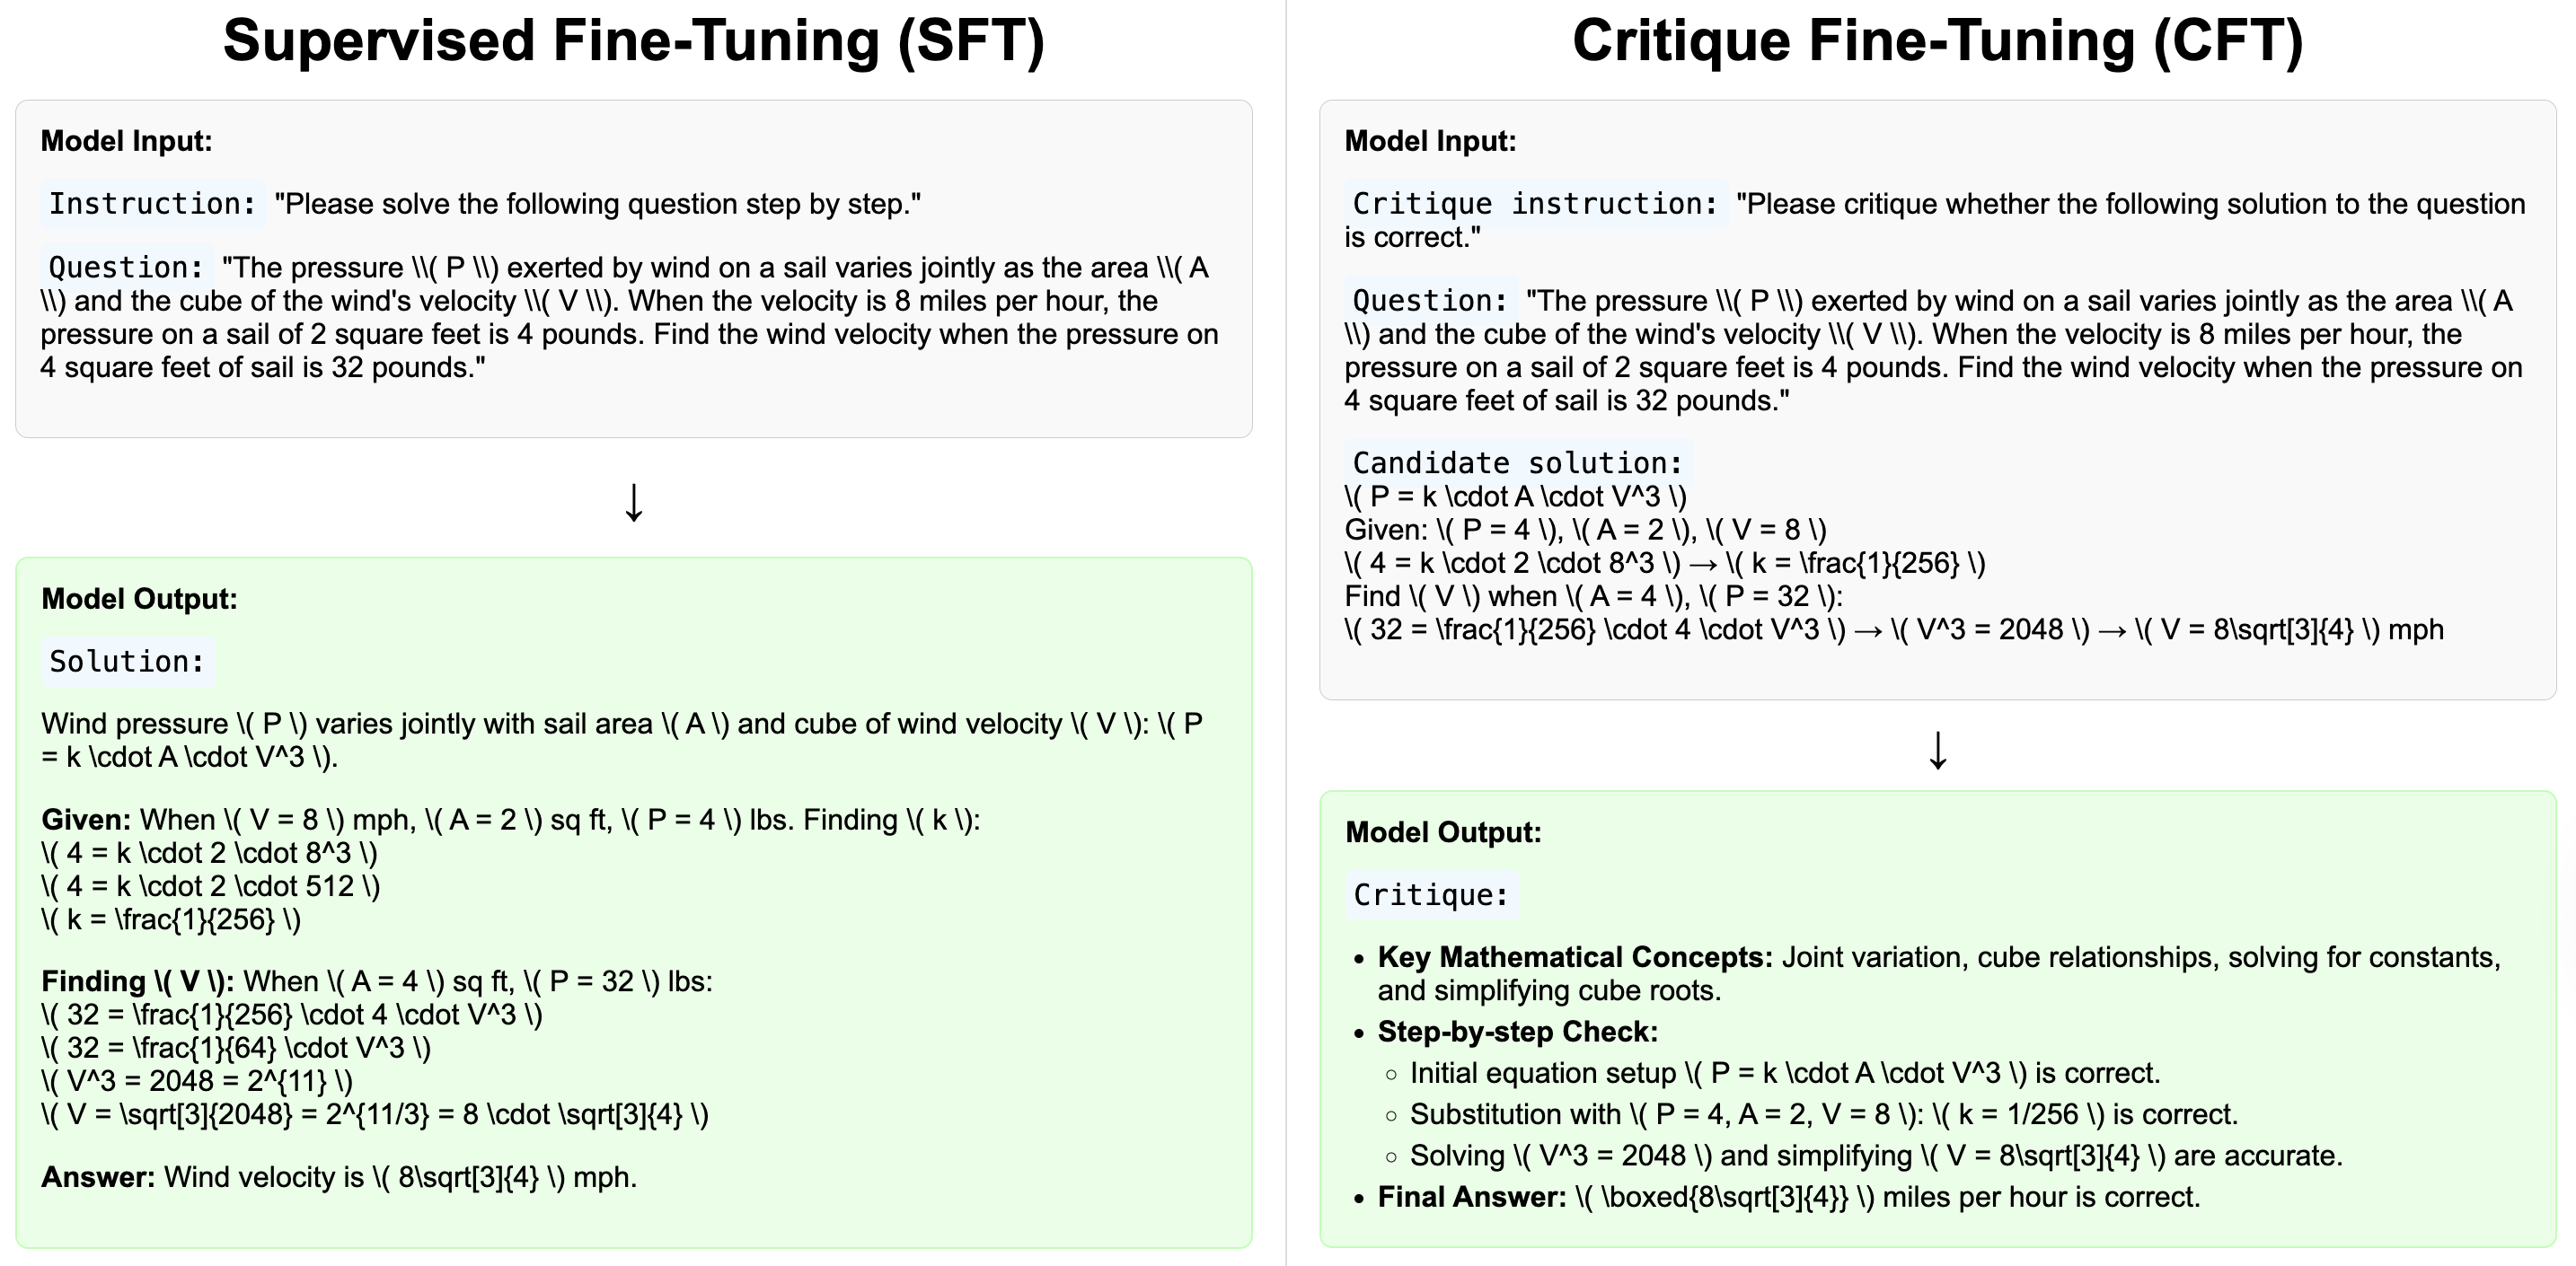 Supervised Fine-Tuning (SFT)
Model Input:
Instruction: "Please solve the following question step by step."
Question: "The pressure \\( P \\) exerted by wind on a sail varies jointly as the area \\( A
\\) and the cube of the wind's velocity \\( V \\). When the velocity is 8 miles per hour, the
pressure on a sail of 2 square feet is 4 pounds. Find the wind velocity when the pressure on
4 square feet of sail is 32 pounds."
↓
Model Output:
Solution:
Wind pressure \( P \) varies jointly with sail area \( A \) and cube of wind velocity \( V \): \( P
= k \cdot A \cdot V^3 \).
Given: When \( V = 8 \) mph, \( A = 2 \) sq ft, \( P = 4 \) lbs. Finding \( k \):
\( 4 = k \cdot 2 \cdot 8^3 \)
\( 4 = k \cdot 2 \cdot 512 \)
\( k = \frac{1}{256} \)
Finding \( V \): When \( A = 4 \) sq ft, \( P = 32 \) lbs:
\( 32 = \frac{1}{256} \cdot 4 \cdot V^3 \)
\( 32 = \frac{1}{64} \cdot V^3 \)
\( V^3 = 2048 = 2^{11} \)
\( V = \sqrt[3]{2048} = 2^{11/3} = 8 \cdot \sqrt[3]{4} \)
Answer: Wind velocity is \( 8\sqrt[3]{4} \) mph.
Critique Fine-Tuning (CFT)
Model Input:
Critique instruction: "Please critique whether the following solution to the question
is correct."
Question: "The pressure \\( P \\) exerted by wind on a sail varies jointly as the area \\( A
\\) and the cube of the wind's velocity \\( V \\). When the velocity is 8 miles per hour, the
pressure on a sail of 2 square feet is 4 pounds. Find the wind velocity when the pressure on
4 square feet of sail is 32 pounds."
Candidate solution:
\( P = k \cdot A \cdot V^3 \)
Given: \( P = 4 \), \( A = 2 \), \( V = 8 \)
\( 4 = k \cdot 2 \cdot 8^3 \) → \( k = \frac{1}{256} \)
Find \( V \) when \( A = 4 \), \( P = 32 \):
\( 32 = \frac{1}{256} \cdot 4 \cdot V^3 \) → \( V^3 = 2048 \) → \( V = 8\sqrt[3]{4} \) mph
↓
Model Output:
Critique:
• Key Mathematical Concepts: Joint variation, cube relationships, solving for constants,
and simplifying cube roots.
• Step-by-step Check:
○ Initial equation setup \( P = k \cdot A \cdot V^3 \) is correct.
○ Substitution with \( P = 4, A = 2, V = 8 \): \( k = 1/256 \) is correct.
○ Solving \( V^3 = 2048 \) and simplifying \( V = 8\sqrt[3]{4} \) are accurate.
• Final Answer: \( \boxed{8\sqrt[3]{4}} \) miles per hour is correct.